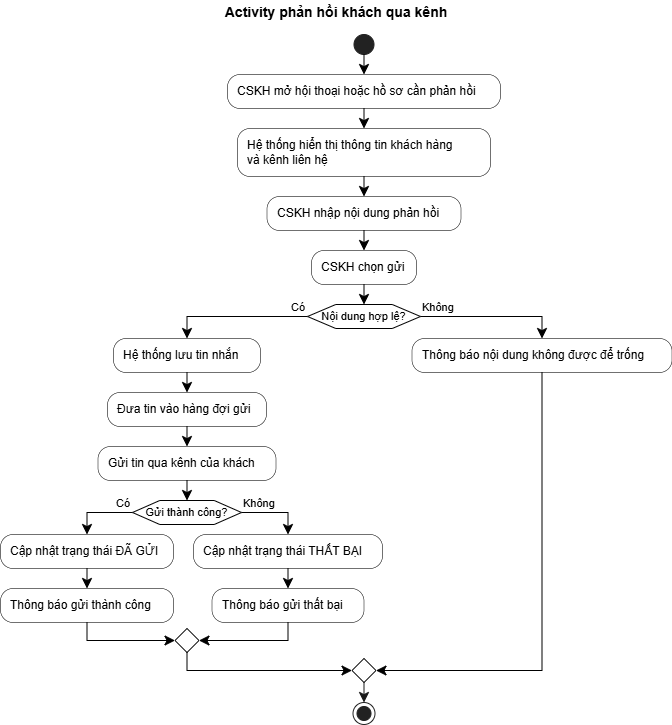 Activity phản hồi khách qua kênh
CSKH mở hội thoại hoặc hồ sơ cần phản hồi
Hệ thống hiển thị thông tin khách hàng
và kênh liên hệ
CSKH nhập nội dung phản hồi
CSKH chọn gửi
Có
Nội dung hợp lệ?
Không
Hệ thống lưu tin nhắn
Thông báo nội dung không được để trống
Đưa tin vào hàng đợi gửi
Gửi tin qua kênh của khách
Có
Gửi thành công?
Không
Cập nhật trạng thái ĐÃ GỬI
Cập nhật trạng thái THẤT BẠI
Thông báo gửi thành công
Thông báo gửi thất bại